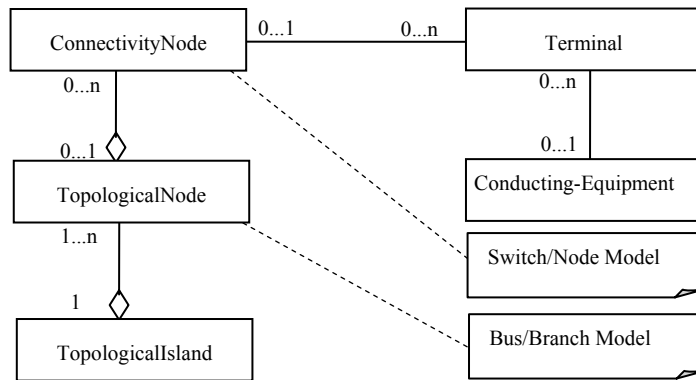 ConnectivityNode
0...1
0...n
Terminal
0...n
0...n
0...1
0...1
TopologicalNode
Conducting-Equipment
1...n
Switch/Node Model
1
TopologicalIsland
Bus/Branch Model